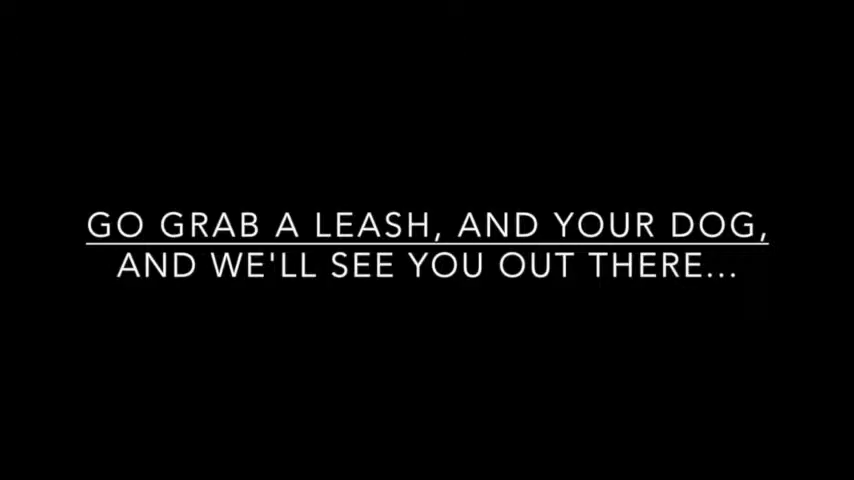 GO GRAB A LEASH, AND YOUR DOG,
AND WE'LL SEE YOU OUT THERE...